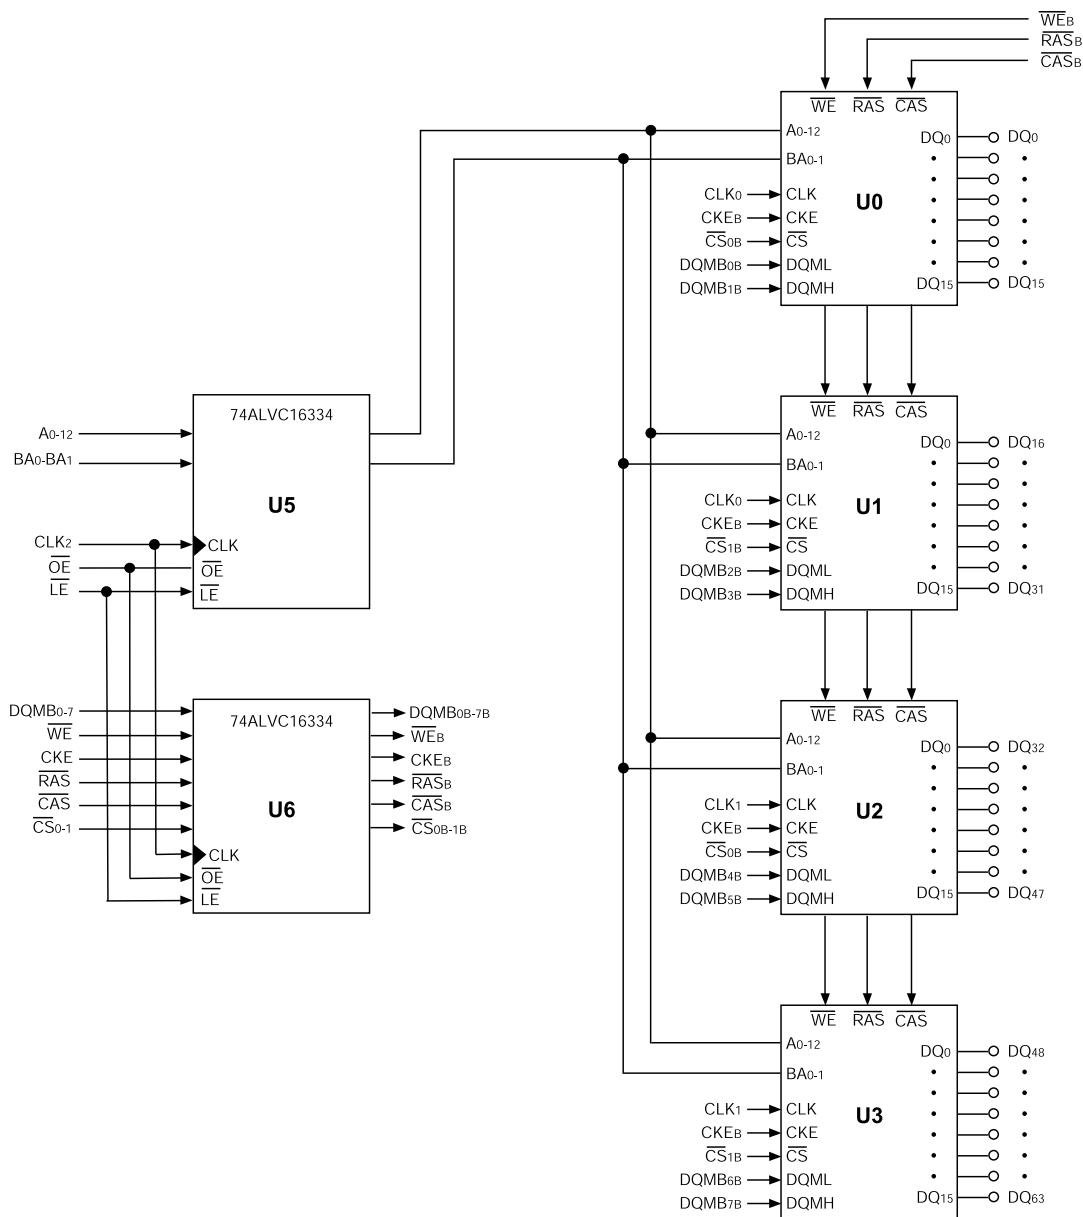 WEB
RASB
CASB
WE RAS CAS
A0-12
BA0-1
CLK0 CLK
CKEB CKE
CS0B CS
DQMB0B DQML
DQMB1B DQMH
U0
DQ0 DQ0
DQ15 DQ15
WE RAS CAS
A0-12
BA0-1
CLK0 CLK
CKEB CKE
CS1B CS
DQMB2B DQML
DQMB3B DQMH
U1
DQ0 DQ16
DQ15 DQ31
74ALVC16334
A0-12
BA0-BA1
U5
CLK2 CLK
OE OE
LE LE
74ALVC16334
DQMB0-7 DQMB0B-7B
WE WEB
CKE CKEB
RAS RASB
CAS CASB
CS0-1 CS0B-1B
U6
CLK
OE
LE
WE RAS CAS
A0-12
BA0-1
CLK1 CLK
CKEB CKE
CS0B CS
DQMB4B DQML
DQMB5B DQMH
U2
DQ0 DQ32
DQ15 DQ47
WE RAS CAS
A0-12
BA0-1
CLK1 CLK
CKEB CKE
CS1B CS
DQMB6B DQML
DQMB7B DQMH
U3
DQ0 DQ48
DQ15 DQ63